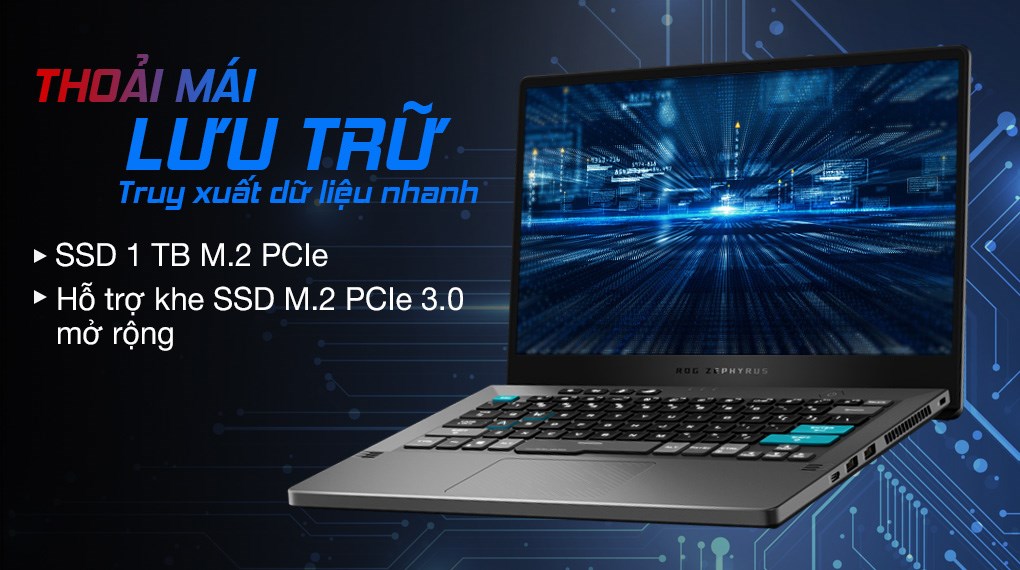 THOẢI MÁI
LƯU TRỮ
Truy xuất dữ liệu nhanh
SSD 1 TB M.2 PCIe
Hỗ trợ khe SSD M.2 PCIe 3.0
mở rộng
ROG ZEPHYRUS